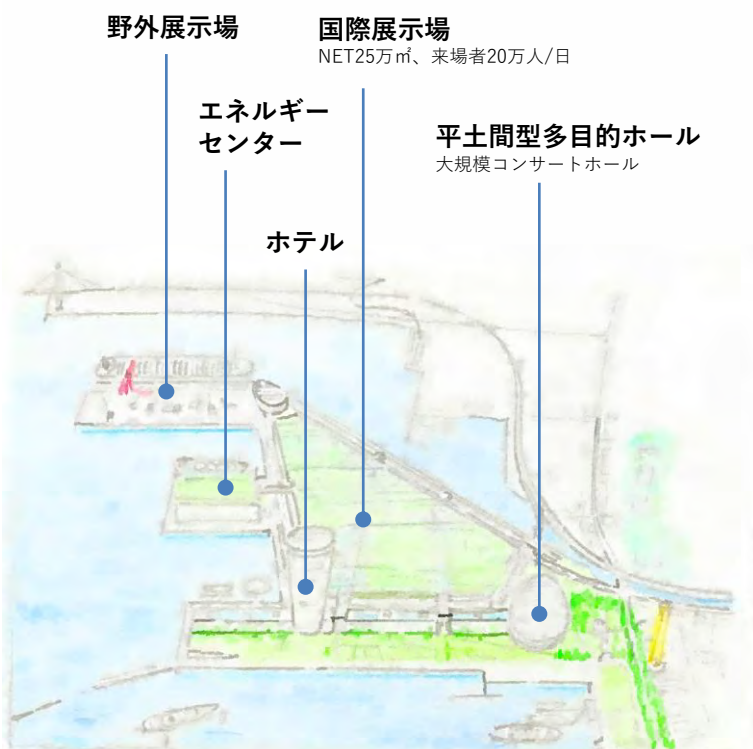 野外展示場
国際展示場
NET25万㎡、来場者20万人/日
エネルギー
センター
平土間型多目的ホール
大規模コンサートホール
ホテル